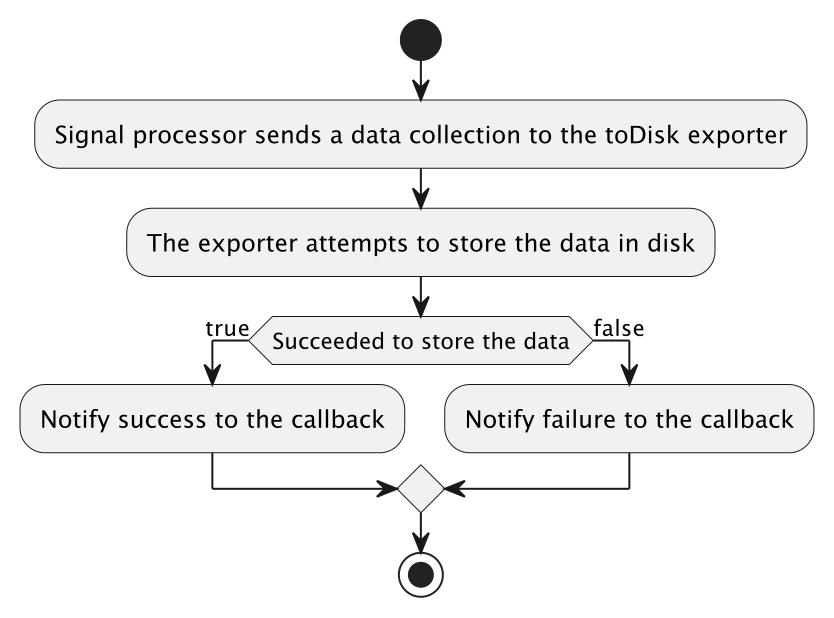 Signal processor sends a data collection to the toDisk exporter
The exporter attempts to store the data in disk
true
Succeeded to store the data
false
Notify success to the callback
Notify failure to the callback